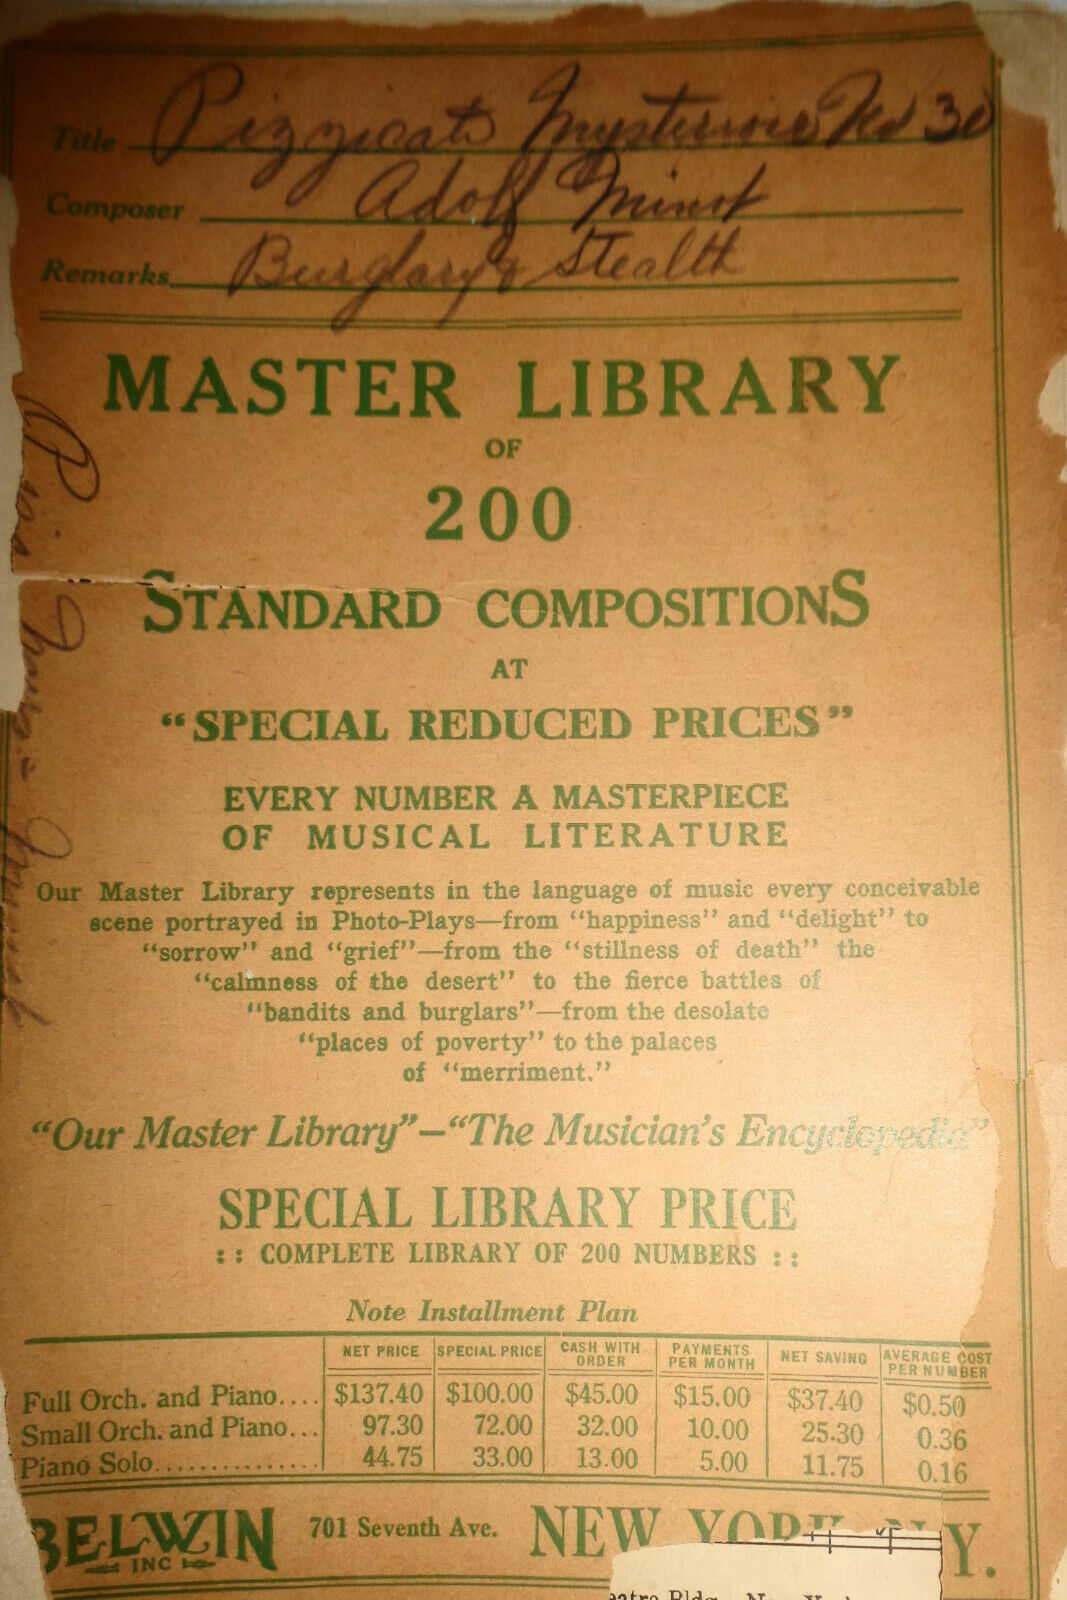 Title Pizzicato Mysterioso No 30
Composer Adolf Minot
Remarks Burglary & Stealth
MASTER LIBRARY
OF
200
STANDARD COMPOSITIONS
AT
"SPECIAL REDUCED PRICES"
EVERY NUMBER A MASTERPIECE
OF MUSICAL LITERATURE
Our Master Library represents in the language of music every conceivable
scene portrayed in Photo-Plays—from "happiness" and "delight" to
"sorrow" and "grief"—from the "stillness of death" the
"calmness of the desert" to the fierce battles of
"bandits and burglars"—from the desolate
"places of poverty" to the palaces
of "merriment."
"Our Master Library"–"The Musician's Encyclopedia"
SPECIAL LIBRARY PRICE
:: COMPLETE LIBRARY OF 200 NUMBERS ::
Note Installment Plan
NET PRICE SPECIAL PRICE CASH WITH ORDER PAYMENTS PER MONTH NET SAVING AVERAGE COST PER NUMBER
Full Orch. and Piano.... $137.40 $100.00 $45.00 $15.00 $37.40 $0.50
Small Orch. and Piano... 97.30 72.00 32.00 10.00 25.30 0.36
Piano Solo............... 44.75 33.00 13.00 5.00 11.75 0.16
BELWIN INC 701 Seventh Ave. NEW YORK N.Y.